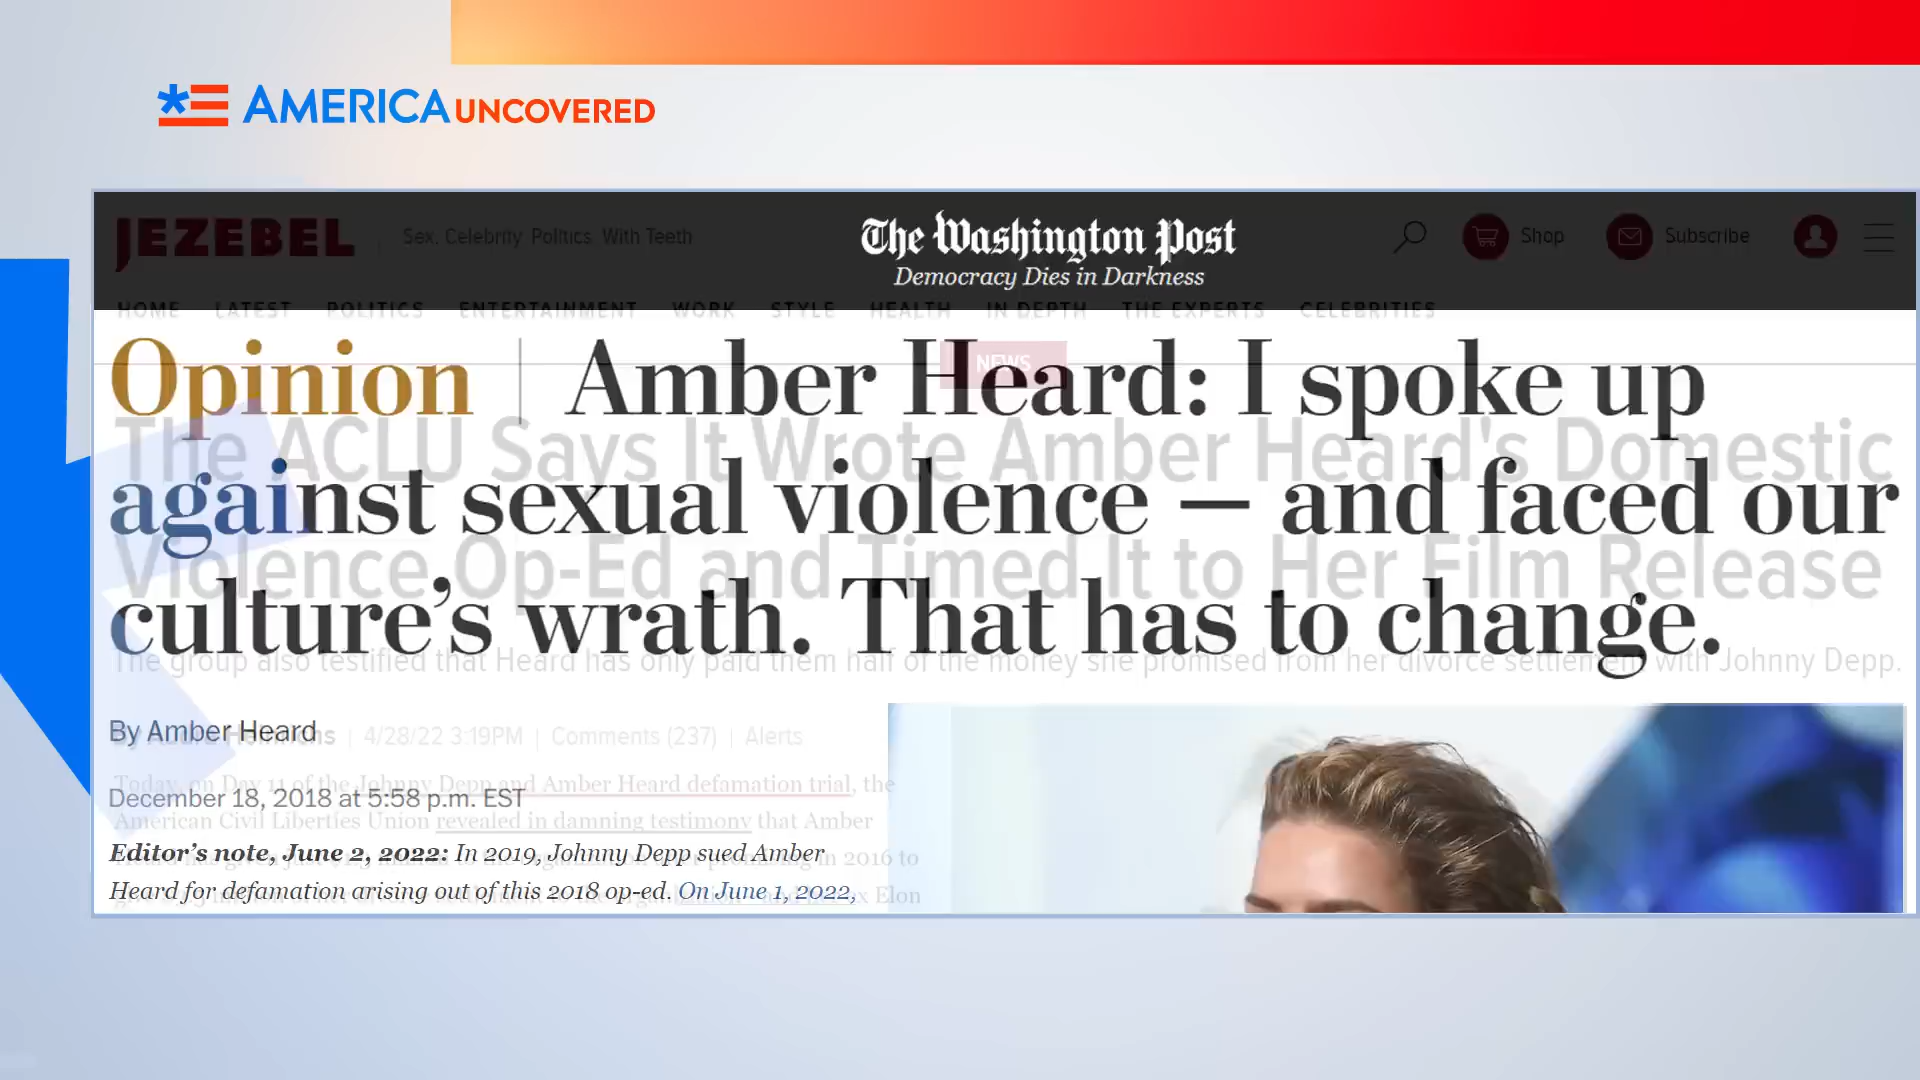 AMERICA UNCOVERED
JEZEBEL
Sex. Celebrity. Politics. With Teeth
The Washington Post
Democracy Dies in Darkness
Shop
Subscribe
HOME LATEST POLITICS ENTERTAINMENT WORK STYLE HEALTH IN DEPTH THE EXPERTS CELEBRITIES
NEWS
Opinion | Amber Heard: I spoke up
against sexual violence — and faced our
culture’s wrath. That has to change.
The ACLU Says It Wrote Amber Heard's Domestic
Violence Op-Ed and Timed It to Her Film Release
The group also testified that Heard has only paid them half of the money she promised from her divorce settlement with Johnny Depp.
By Amber Heard
4/28/22 3:19PM | Comments (237) | Alerts
December 18, 2018 at 5:58 p.m. EST
Today, on Day 11 of the Johnny Depp and Amber Heard defamation trial, the
American Civil Liberties Union revealed in damning testimony that Amber
Editor’s note, June 2, 2022: In 2019, Johnny Depp sued Amber
Heard for defamation arising out of this 2018 op-ed. On June 1, 2022,
in 2016 to
Elon